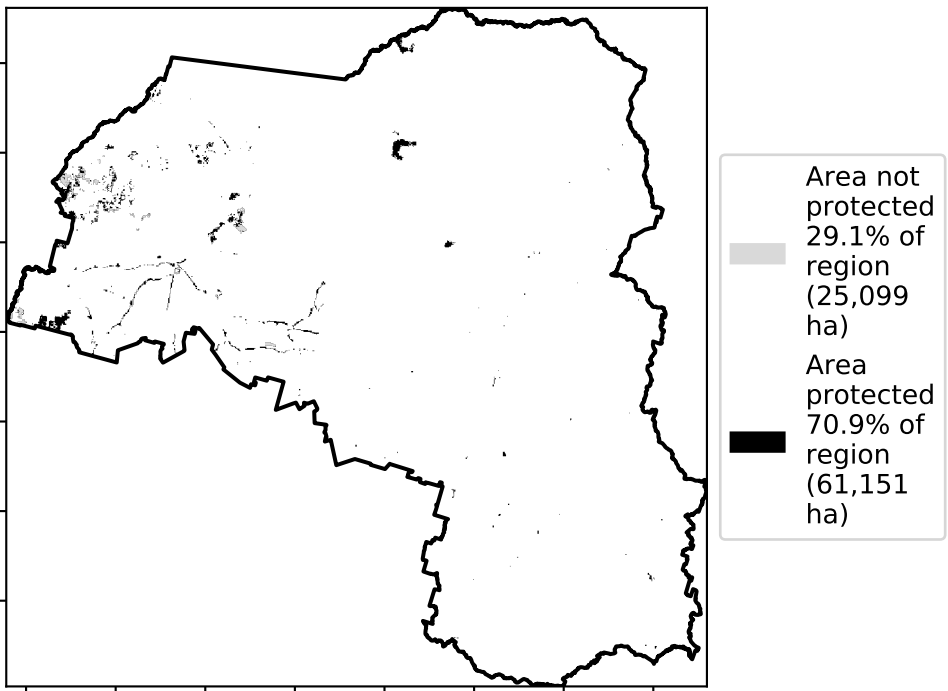 Area not
protected
29.1% of
region
(25,099
ha)
Area
protected
70.9% of
region
(61,151
ha)